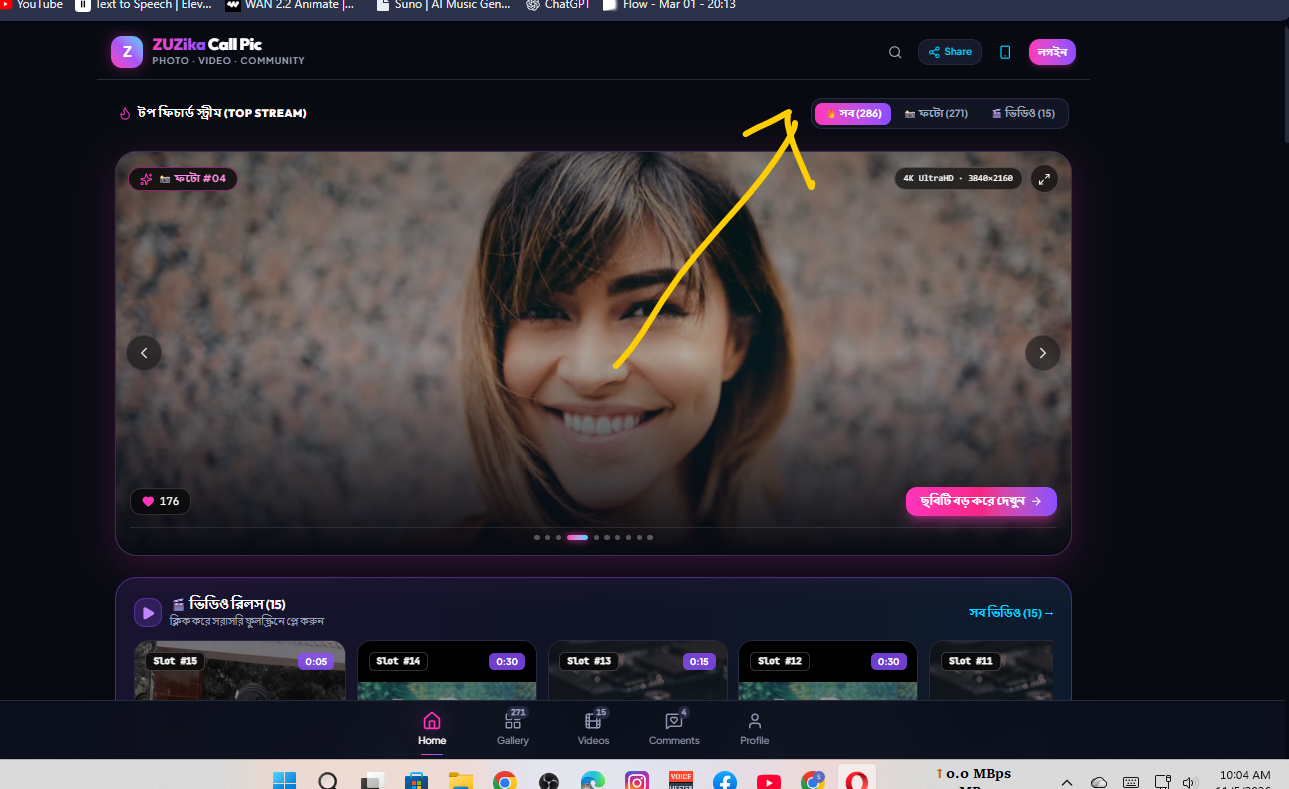 YouTube
Text to Speech | Elev...
WAN 2.2 Animate |...
Suno | AI Music Gen...
ChatGPT
Flow - Mar 01 - 20:13
Z
ZUZika Call Pic
PHOTO · VIDEO · COMMUNITY
Share
লগইন
টপ ফিচার্ড স্ট্রীম (TOP STREAM)
সব (286)
ফটো (271)
ভিডিও (15)
ফটো #04
4K UltraHD · 3840×2160
176
ছবিটি বড় করে দেখুন →
ভিডিও রিলস (15)
ক্লিক করে সরাসরি ফুলস্ক্রিনে প্লে করুন
সব ভিডিও (15) →
Slot #15
0:05
Slot #14
0:30
Slot #13
0:15
Slot #12
0:30
Slot #11
271
15
4
Home
Gallery
Videos
Comments
Profile
VOICE
5
↑0.0 MBps
10:04 AM